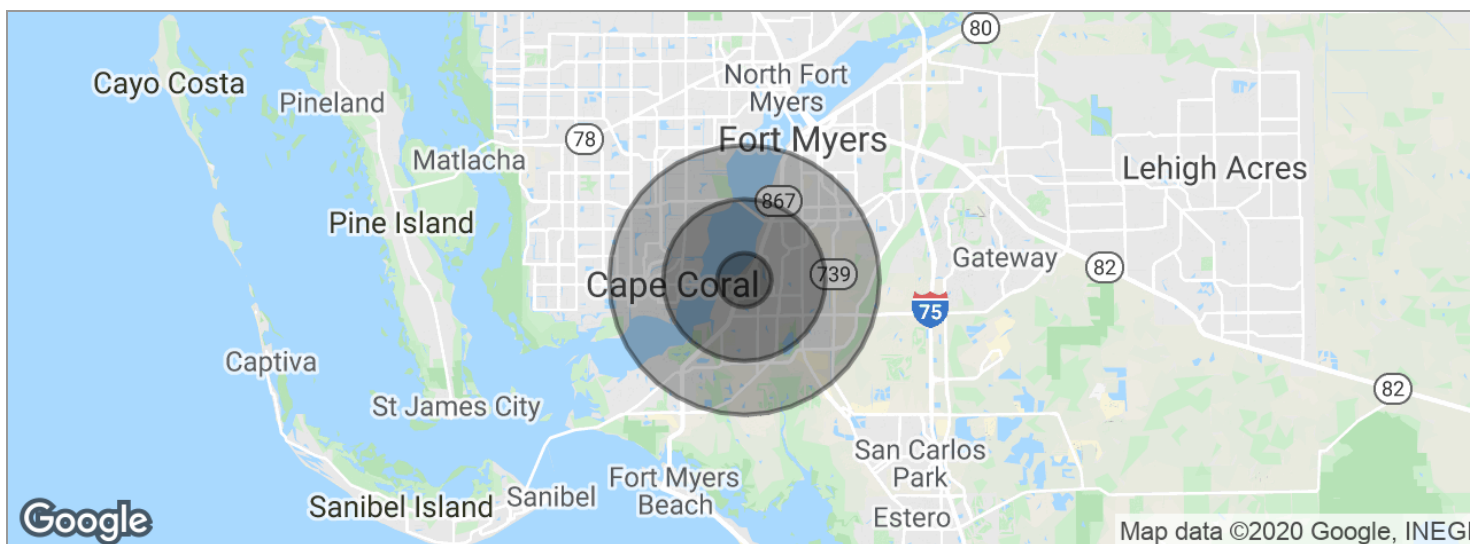 80
North Fort
Myers
Cayo Costa
Pineland
78
Fort Myers
Matlacha
Lehigh Acres
867
Pine Island
Gateway
82
739
Cape Coral
75
Captiva
82
St James City
San Carlos
Park
Fort Myers
Beach
Sanibel
Sanibel Island
Estero
Google
Map data ©2020 Google, INEGI